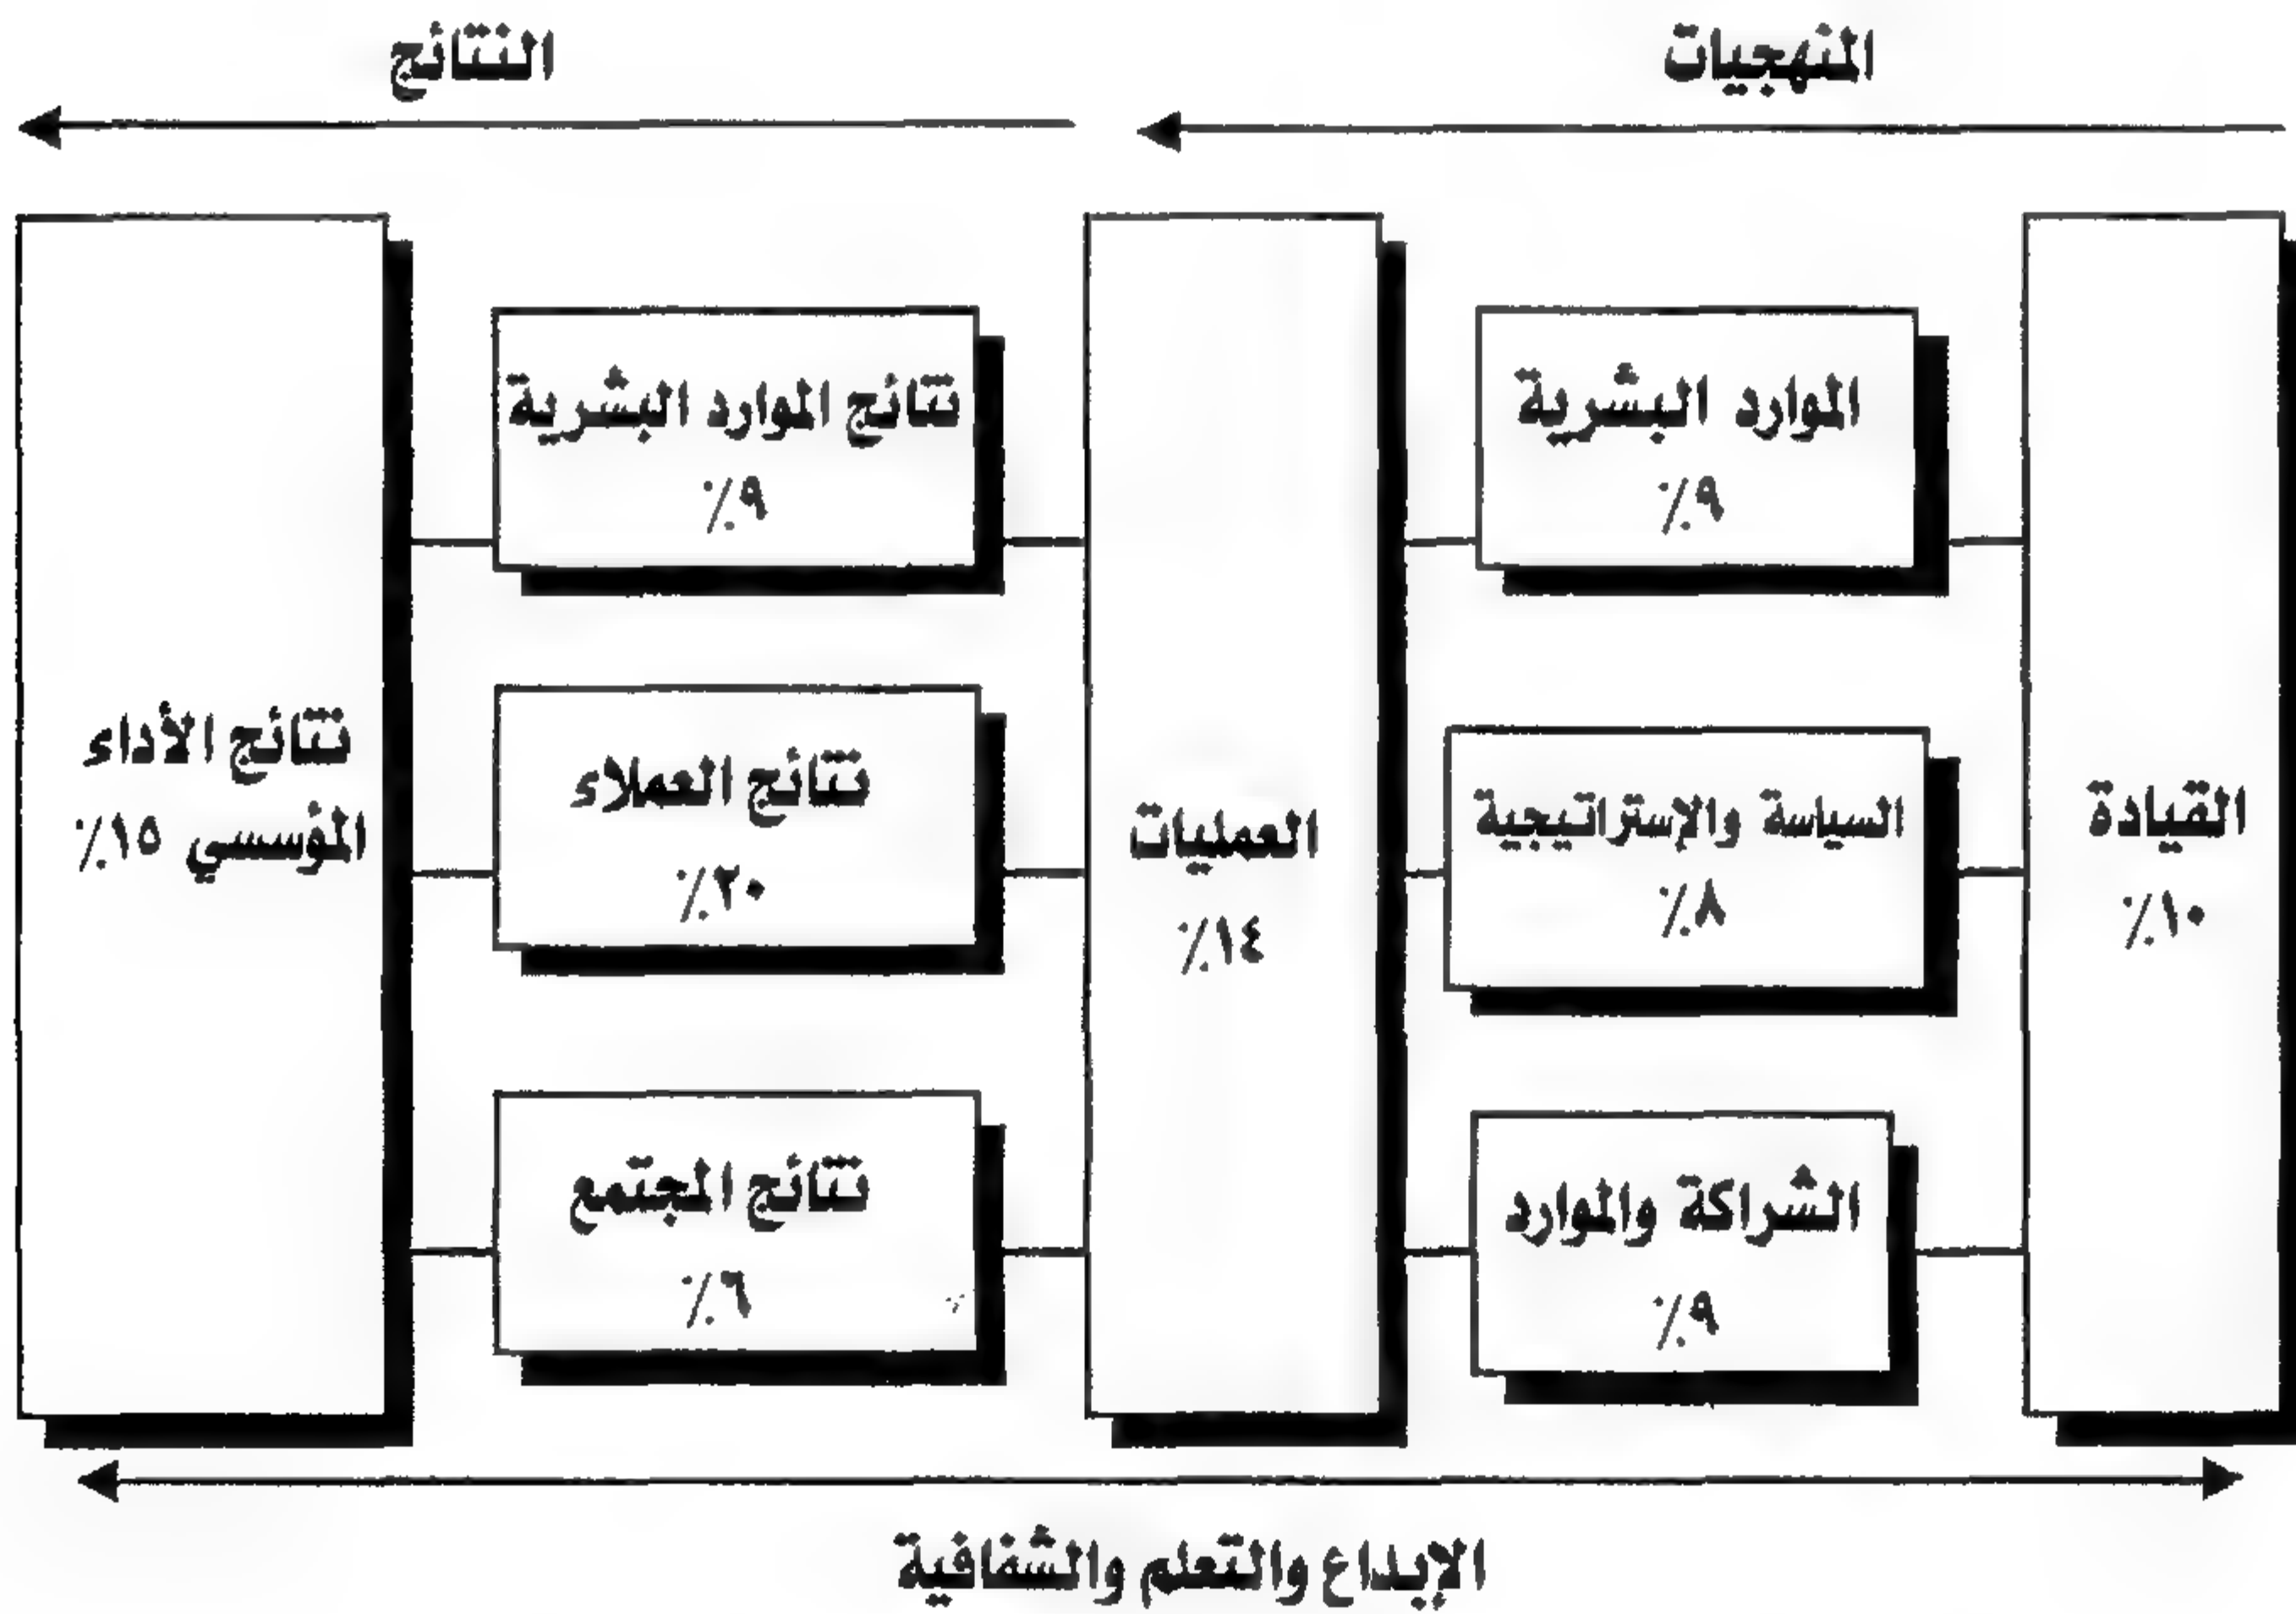 المنهجيات
النتائج
القيادة
٪١٠
الموارد البشرية
٪٩
السياسة والإستراتيجية
٪٨
الشراكة والموارد
٪٩
العمليات
٪١٤
نتائج الموارد البشرية
٪٩
نتائج العملاء
٪٢٠
نتائج المجتمع
٪٦
نتائج الأداء
المؤسسي ٪١٥
الإبداع والتعلم والشفافية